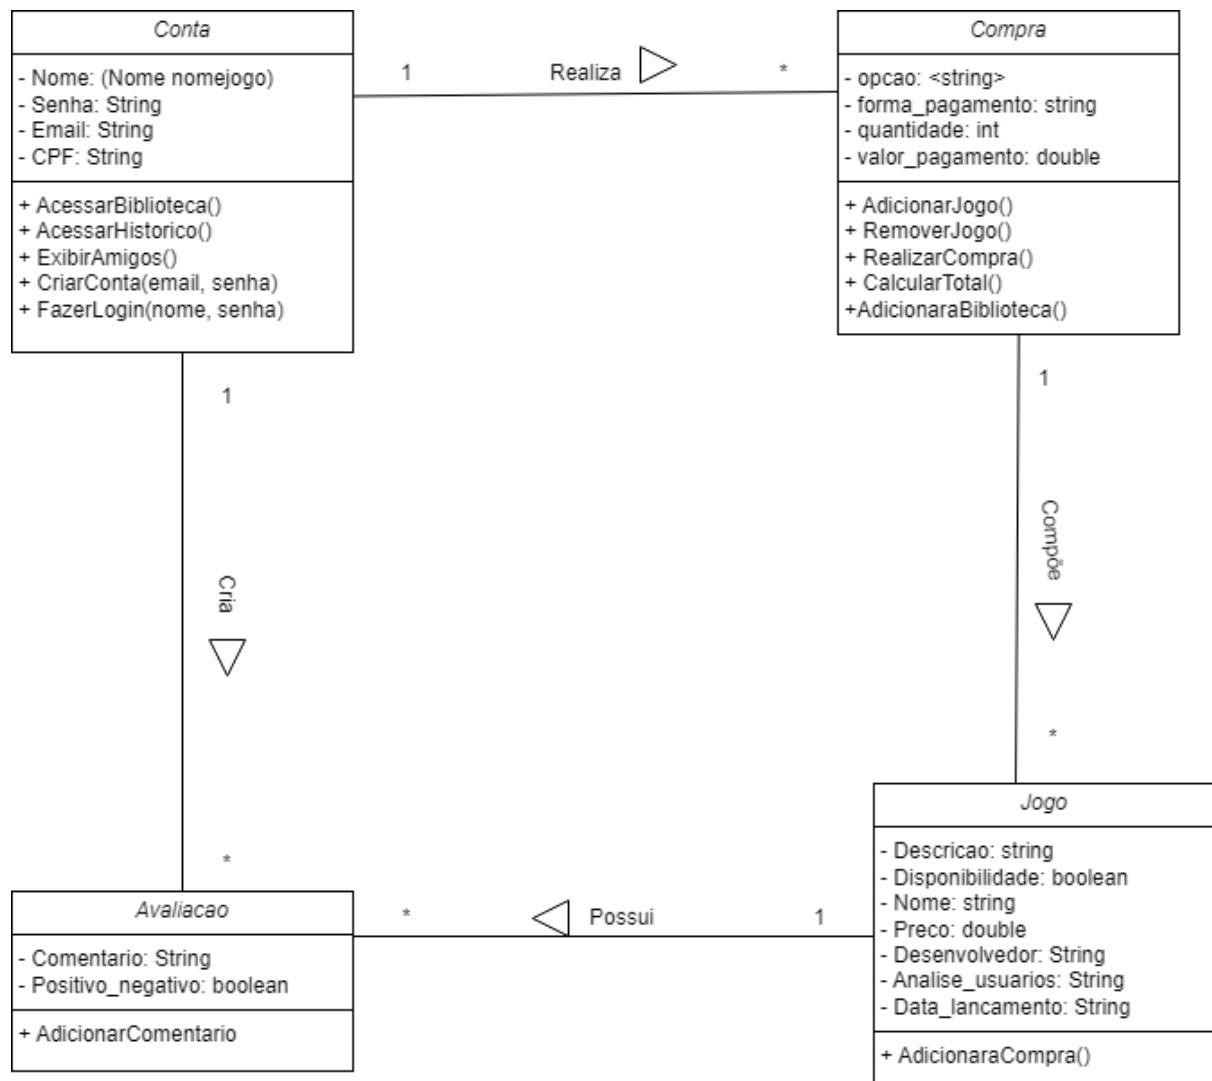 Conta
- Nome: (Nome nomejogo)
- Senha: String
- Email: String
- CPF: String
+ AcessarBiblioteca()
+ AcessarHistorico()
+ ExibirAmigos()
+ CriarConta(email, senha)
+ FazerLogin(nome, senha)
1
Realiza
*
Compra
- opcao: <string>
- forma_pagamento: string
- quantidade: int
- valor_pagamento: double
+ AdicionarJogo()
+ RemoverJogo()
+ RealizarCompra()
+ CalcularTotal()
+AdicionaraBiblioteca()
1
Cria
*
1
Compõe
*
Avaliacao
- Comentario: String
- Positivo_negativo: boolean
+ AdicionarComentario
*
Possui
1
Jogo
- Descricao: string
- Disponibilidade: boolean
- Nome: string
- Preco: double
- Desenvolvedor: String
- Analise_usuarios: String
- Data_lancamento: String
+ AdicionaraCompra()